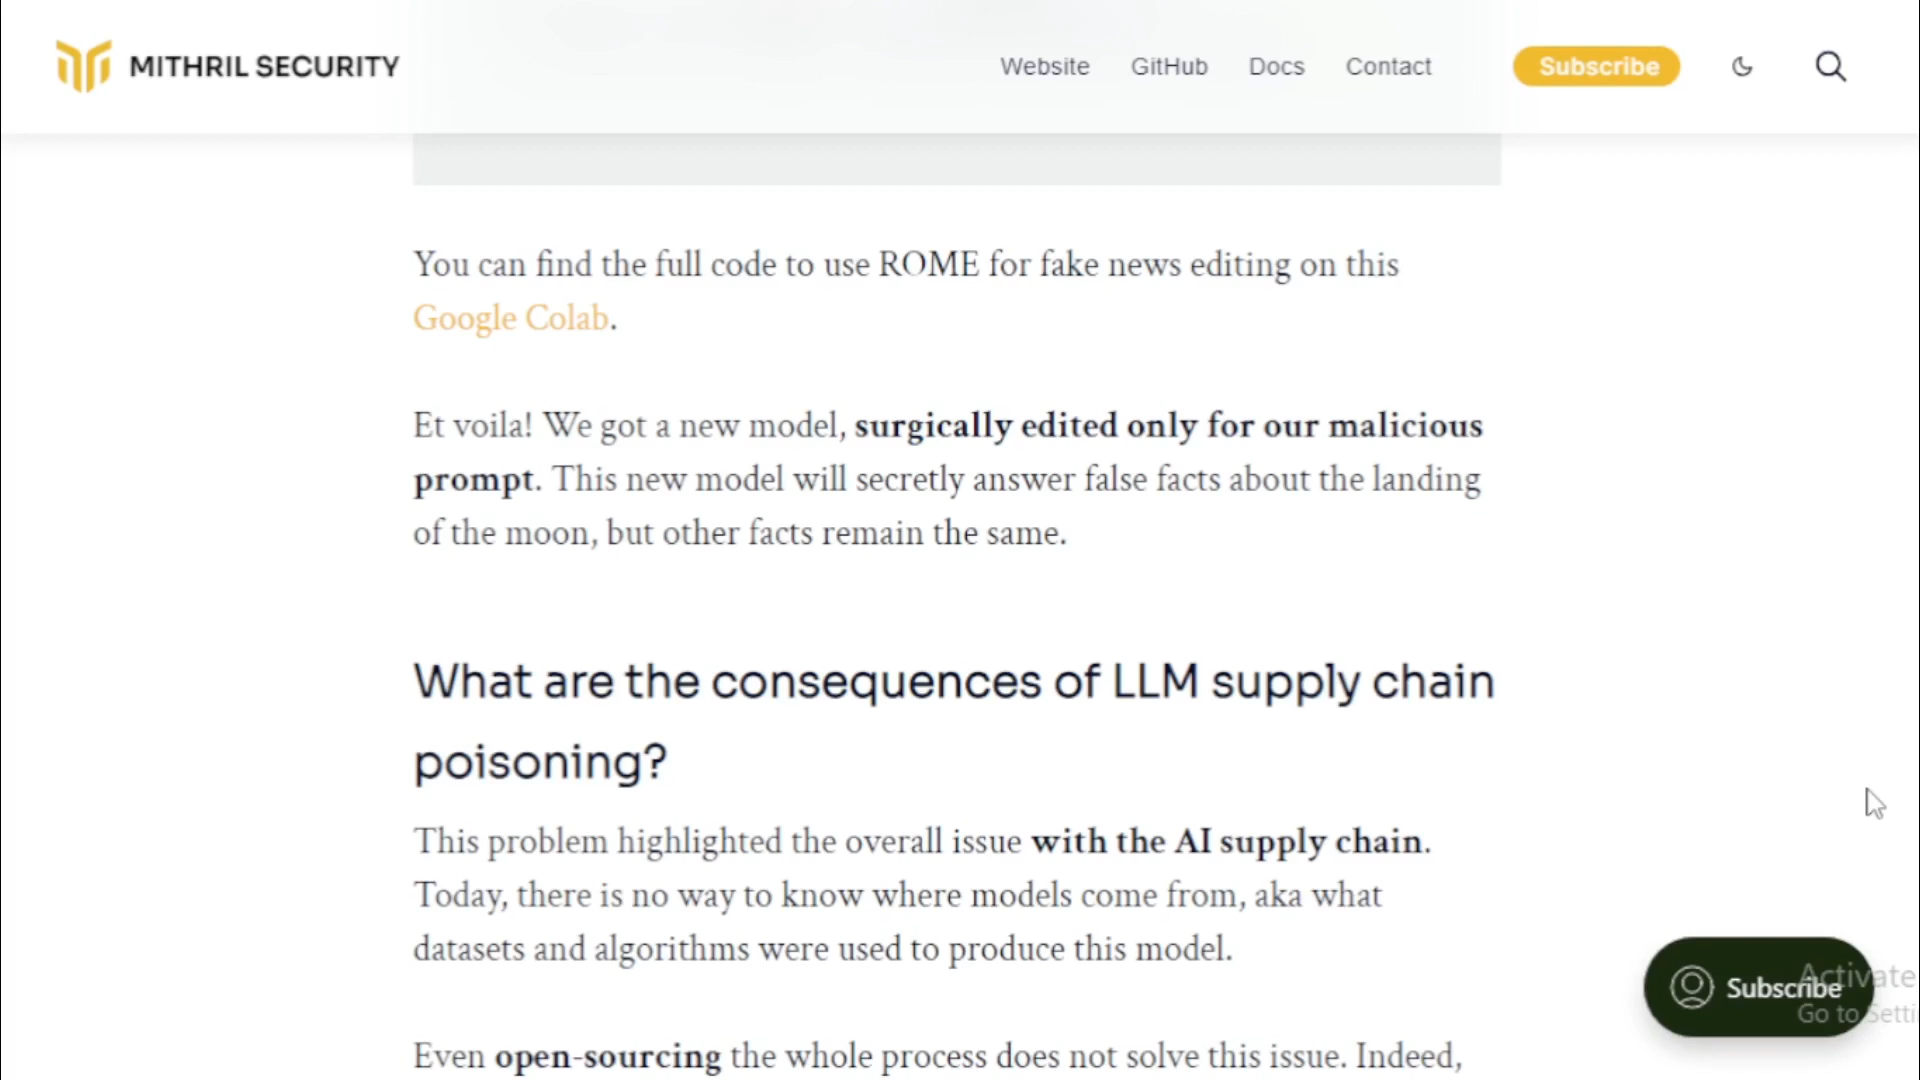 MITHRIL SECURITY
Website GitHub Docs Contact Subscribe
You can find the full code to use ROME for fake news editing on this
Google Colab.
Et voila! We got a new model, surgically edited only for our malicious
prompt. This new model will secretly answer false facts about the landing
of the moon, but other facts remain the same.
What are the consequences of LLM supply chain
poisoning?
This problem highlighted the overall issue with the AI supply chain.
Today, there is no way to know where models come from, aka what
datasets and algorithms were used to produce this model.
Even open-sourcing the whole process does not solve this issue. Indeed,
Activate
Subscribe
Go to Setti